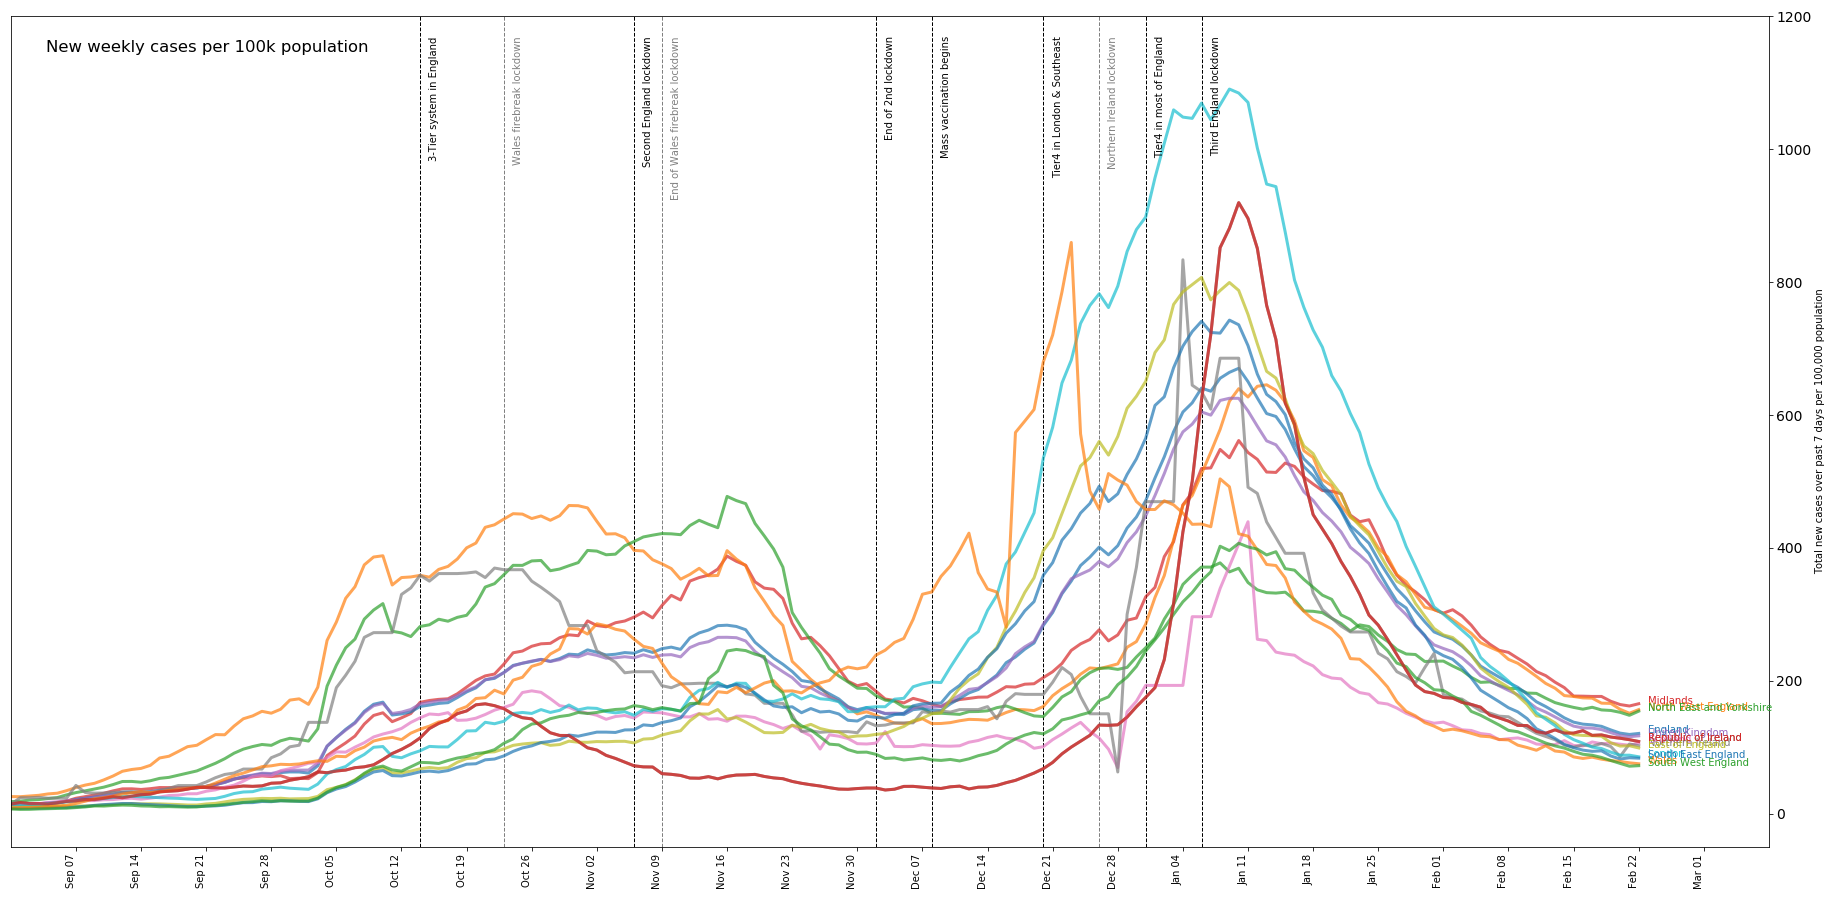 New weekly cases per 100k population
3-Tier system in England
Wales firebreak lockdown
Second England lockdown
End of Wales firebreak lockdown
End of 2nd lockdown
Mass vaccination begins
Tier4 in London & Southeast
Northern Ireland lockdown
Tier4 in most of England
Third England lockdown
1200
1000
800
600
400
200
0
Total new cases over past 7 days per 100,000 population
Midlands
North East and Yorkshire
England
Republic of Ireland
South East England
South West England
Sep 07
Sep 14
Sep 21
Sep 28
Oct 05
Oct 12
Oct 19
Oct 26
Nov 02
Nov 09
Nov 16
Nov 23
Nov 30
Dec 07
Dec 14
Dec 21
Dec 28
Jan 04
Jan 11
Jan 18
Jan 25
Feb 01
Feb 08
Feb 15
Feb 22
Mar 01